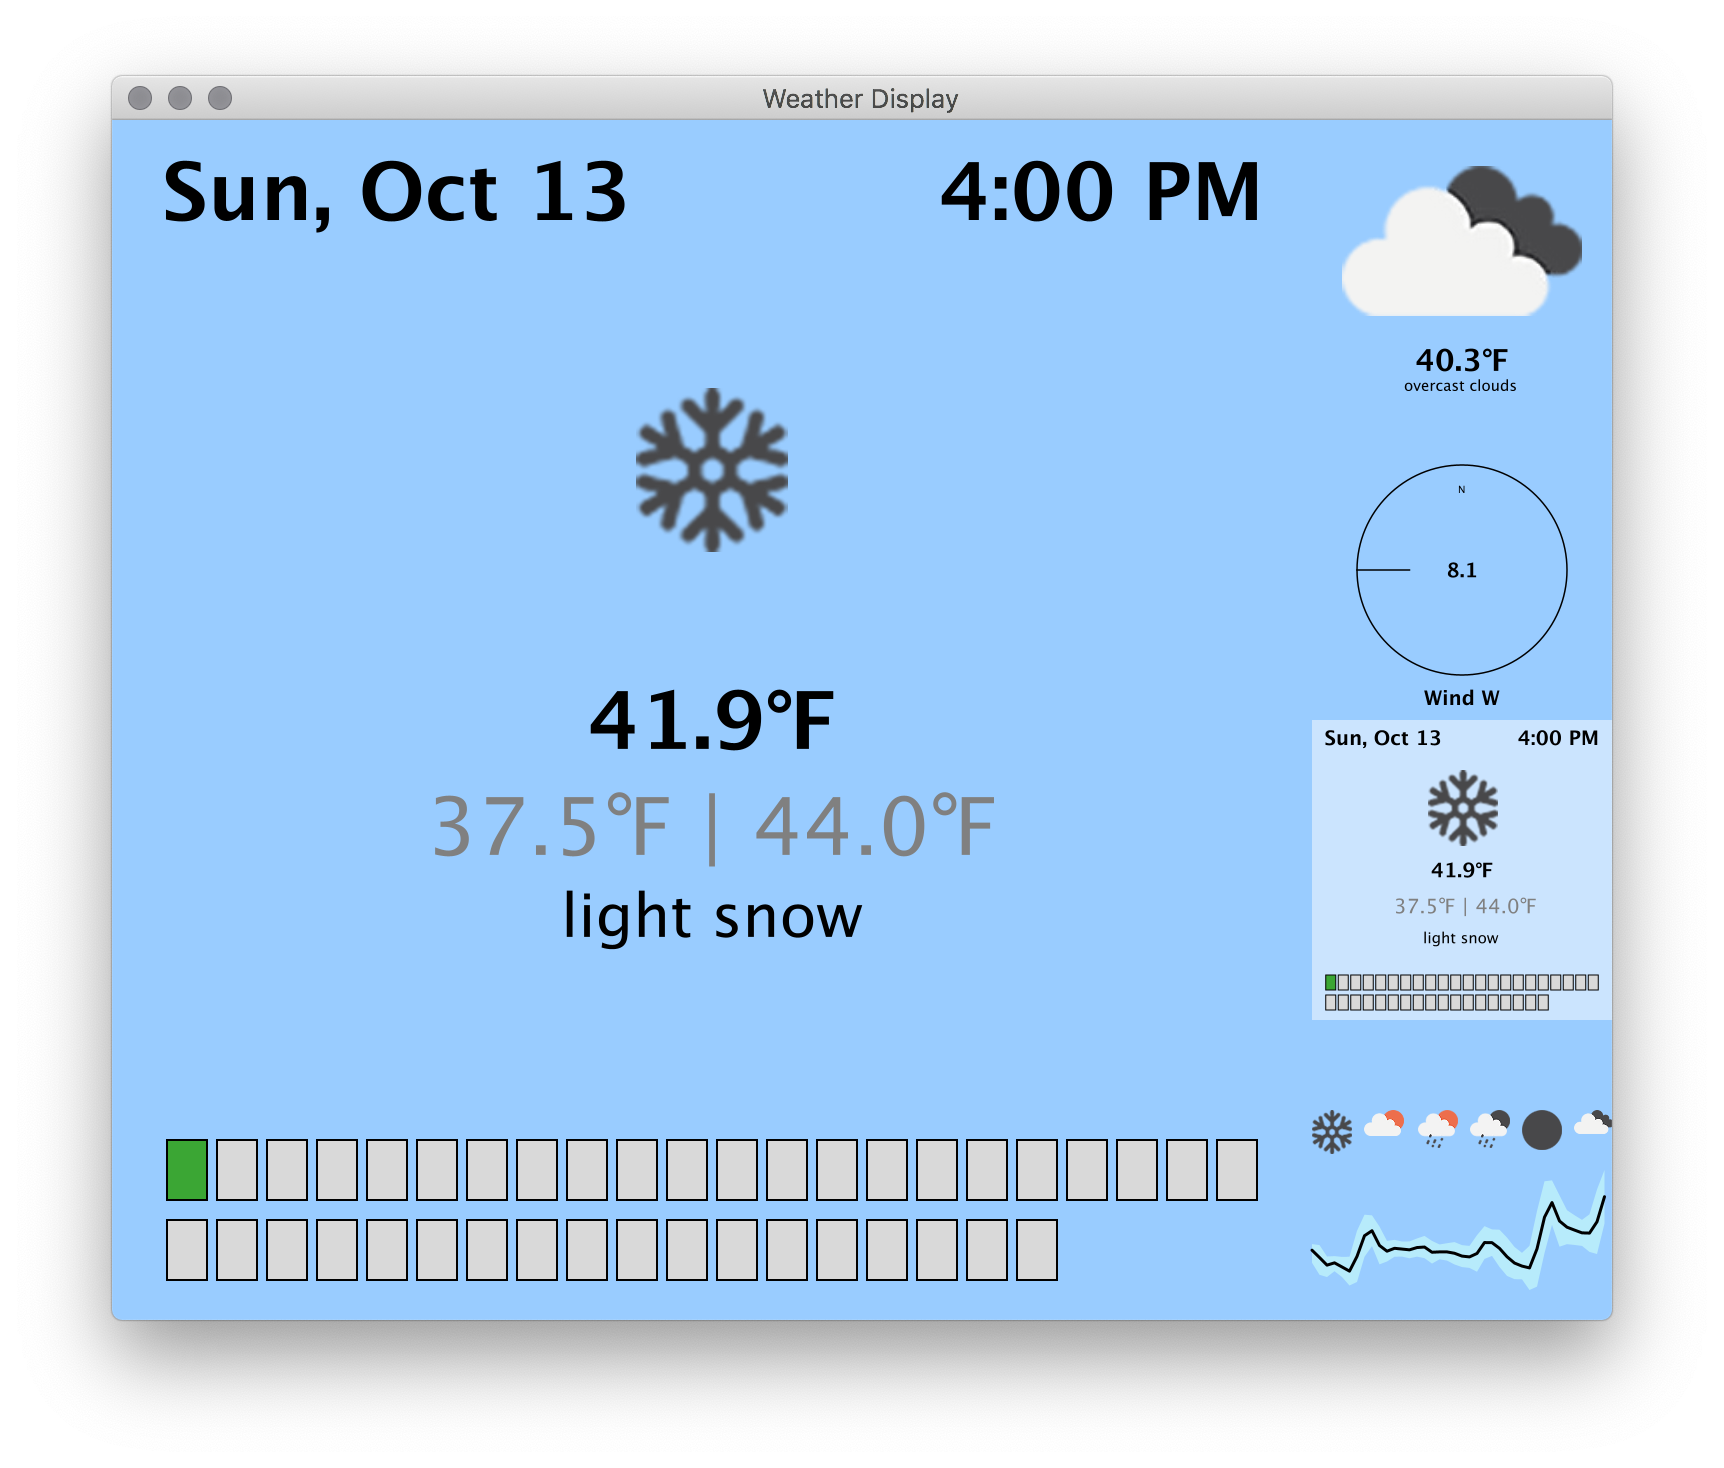 Weather Display
Sun, Oct 13 4:00 PM
41.9°F
37.5°F | 44.0°F
light snow
40.3°F
overcast clouds
N
8.1
Wind W
Sun, Oct 13 4:00 PM
41.9°F
37.5°F | 44.0°F
light snow